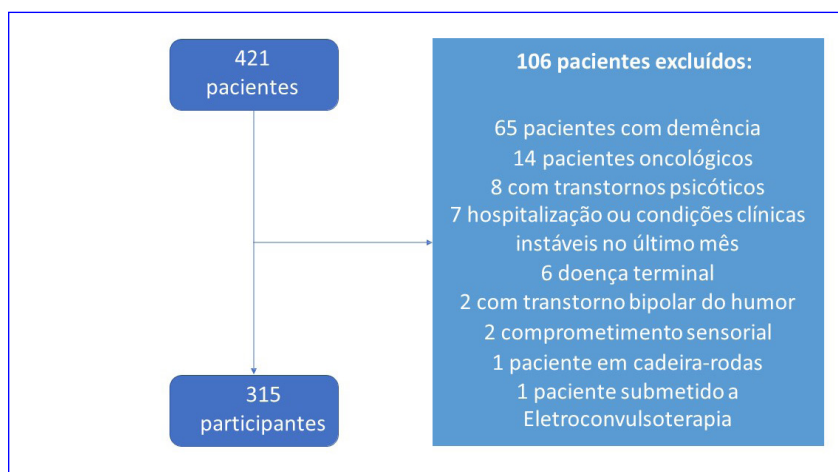 421
pacientes
106 pacientes excluídos:
65 pacientes com demência
14 pacientes oncológicos
8 com transtornos psicóticos
7 hospitalização ou condições clínicas
instáveis no último mês
6 doença terminal
2 com transtorno bipolar do humor
2 comprometimento sensorial
1 paciente em cadeira-rodas
1 paciente submetido a
Eletroconvulsoterapia
315
participantes